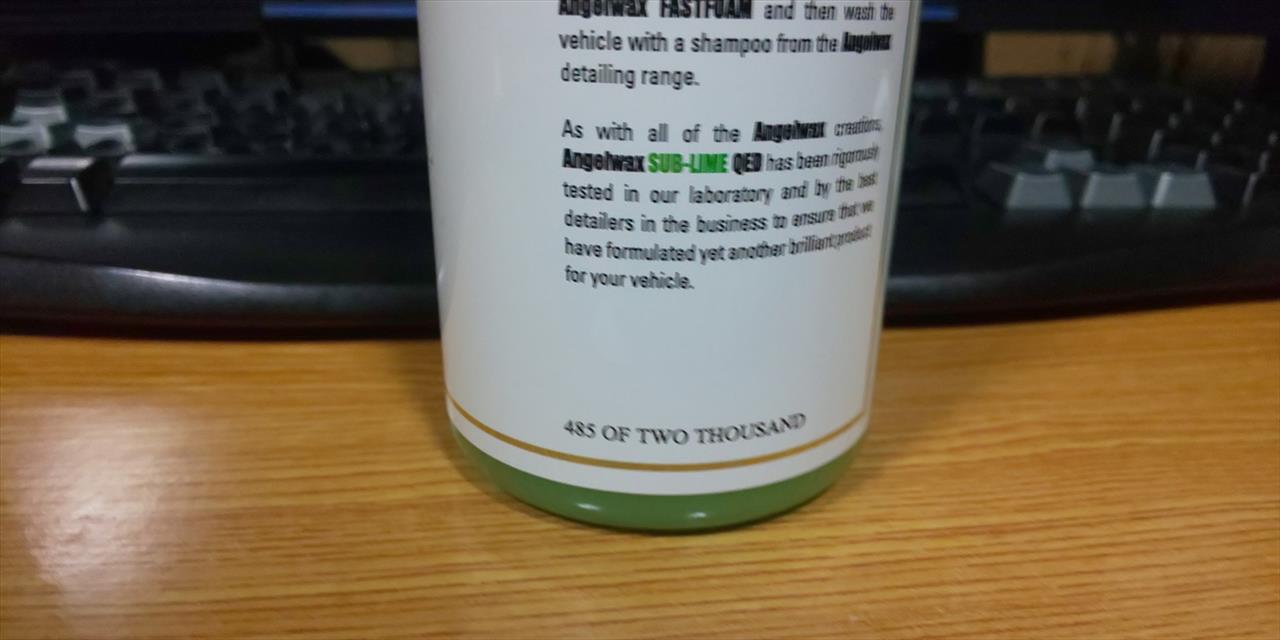 Angelwax FASTFOAM and then wash the
vehicle with a shampoo from the Angelwax
detailing range.
As with all of the Angelwax creations,
Angelwax SUB-LIME QED has been rigorously
tested in our laboratory and by the best
detailers in the business to ensure that we
have formulated yet another brilliant product
for your vehicle.
485 OF TWO THOUSAND